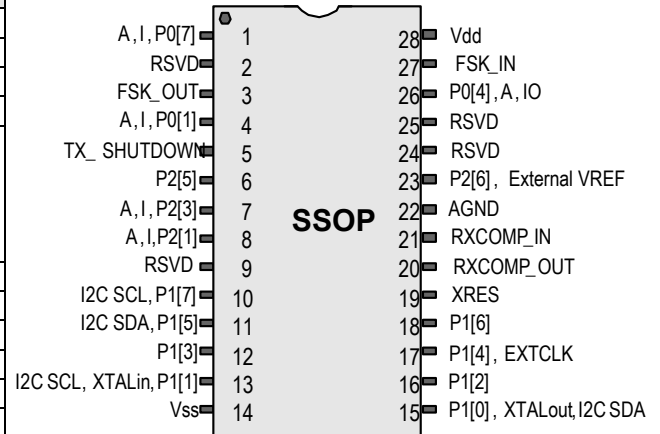 A,I,P0[7] 1 28 Vdd
RSVD 2 27 FSK_IN
FSK_OUT 3 26 P0[4],A,IO
A,I,P0[1] 4 25 RSVD
TX_ SHUTDOWN 5 24 RSVD
P2[5] 6 23 P2[6], External VREF
A,I,P2[3] 7 SSOP 22 AGND
A,I,P2[1] 8 21 RXCOMP_IN
RSVD 9 20 RXCOMP_OUT
I2C SCL,P1[7] 10 19 XRES
I2C SDA,P1[5] 11 18 P1[6]
P1[3] 12 17 P1[4], EXTCLK
I2C SCL, XTALin,P1[1] 13 16 P1[2]
Vss 14 15 P1[0], XTALout,I2C SDA